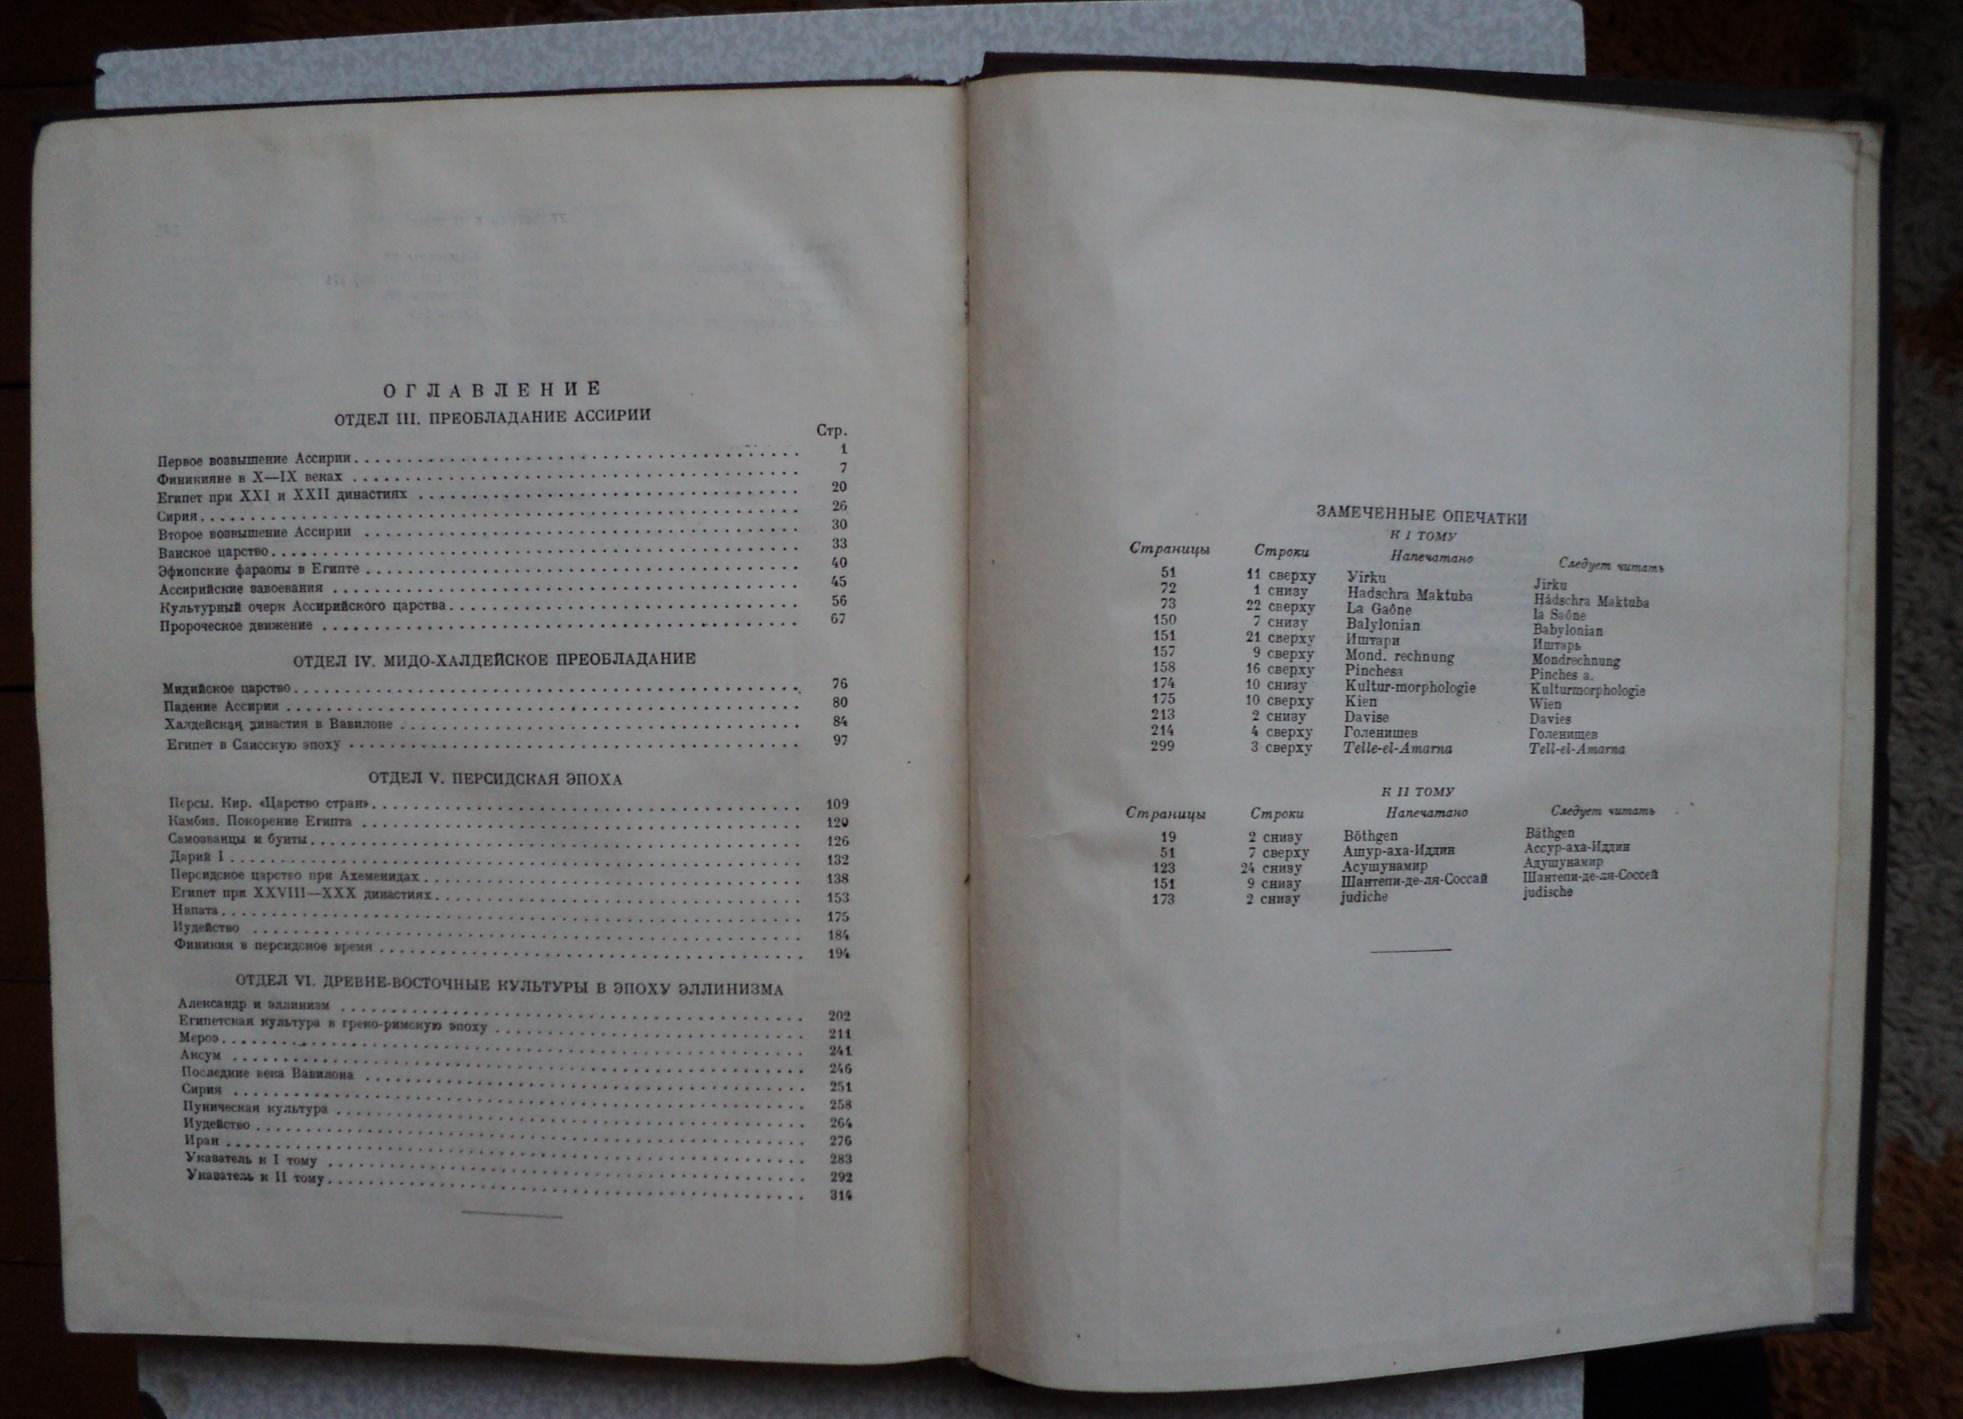 ОГЛАВЛЕНИЕ
ОТДЕЛ III. ПРЕОБЛАДАНИЕ АССИРИИ
Стр.
Первое возвышение Ассирии 1
Финикияне в X—IX веках 7
Египет при XXI и XXII династиях 20
Сирия 26
Второе возвышение Ассирии 30
Ванское царство 33
Эфиопские фараоны в Египте 40
Ассирийские завоевания 45
Культурный очерк Ассирийского царства 56
Пророческое движение 67
ОТДЕЛ IV. МИДО-ХАЛДЕЙСКОЕ ПРЕОБЛАДАНИЕ
Мидийское царство 76
Падение Ассирии 80
Халдейская династия в Вавилоне 84
Египет в Саисскую эпоху 97
ОТДЕЛ V. ПЕРСИДСКАЯ ЭПОХА
Персы. Кир. «Царство стран» 109
Камбиз. Покорение Египта 120
Самозванцы и бунты 126
Дарий I 132
Персидское царство при Ахеменидах 138
Египет при XXVIII—XXX династиях 153
Напата 175
Иудейство 184
Финикия в персидское время 194
ОТДЕЛ VI. ДРЕВНЕ-ВОСТОЧНЫЕ КУЛЬТУРЫ В ЭПОХУ ЭЛЛИНИЗМА
Александр и эллинизм 202
Египетская культура в греко-римскую эпоху 211
Мероэ 241
Аксум 246
Последние века Вавилона 251
Сирия 258
Пуническая культура 264
Иудейство 276
Иран 283
Указатель к I тому 292
Указатель к II тому 314
ЗАМЕЧЕННЫЕ ОПЕЧАТКИ
К I ТОМУ
Страницы Строки Напечатано Следует читать
51 11 сверху Yirku Jirku
72 1 снизу Hadschra Maktuba Hádschra Maktuba
73 22 сверху La Gaône la Saône
150 7 снизу Balylonian Babylonian
151 21 сверху Иштари Иштарь
157 9 сверху Mond. rechnung Mondrechnung
158 16 сверху Pinchesa Pinches a.
174 10 снизу Kultur-morphologie Kulturmorphologie
175 10 сверху Kien Wien
213 2 снизу Davise Davies
214 4 сверху Голенишев Голенищев
299 3 сверху Telle-el-Amarna Tell-el-Amarna
К II ТОМУ
Страницы Строки Напечатано Следует читать
19 2 снизу Böthgen Bäthgen
51 7 сверху Ашур-аха-Иддин Ассур-аха-Иддин
123 24 снизу Асушунамир Адушунамир
151 9 снизу Шантепи-де-ля-Соссай Шантепи-де-ля-Соссей
173 2 снизу judiche judische